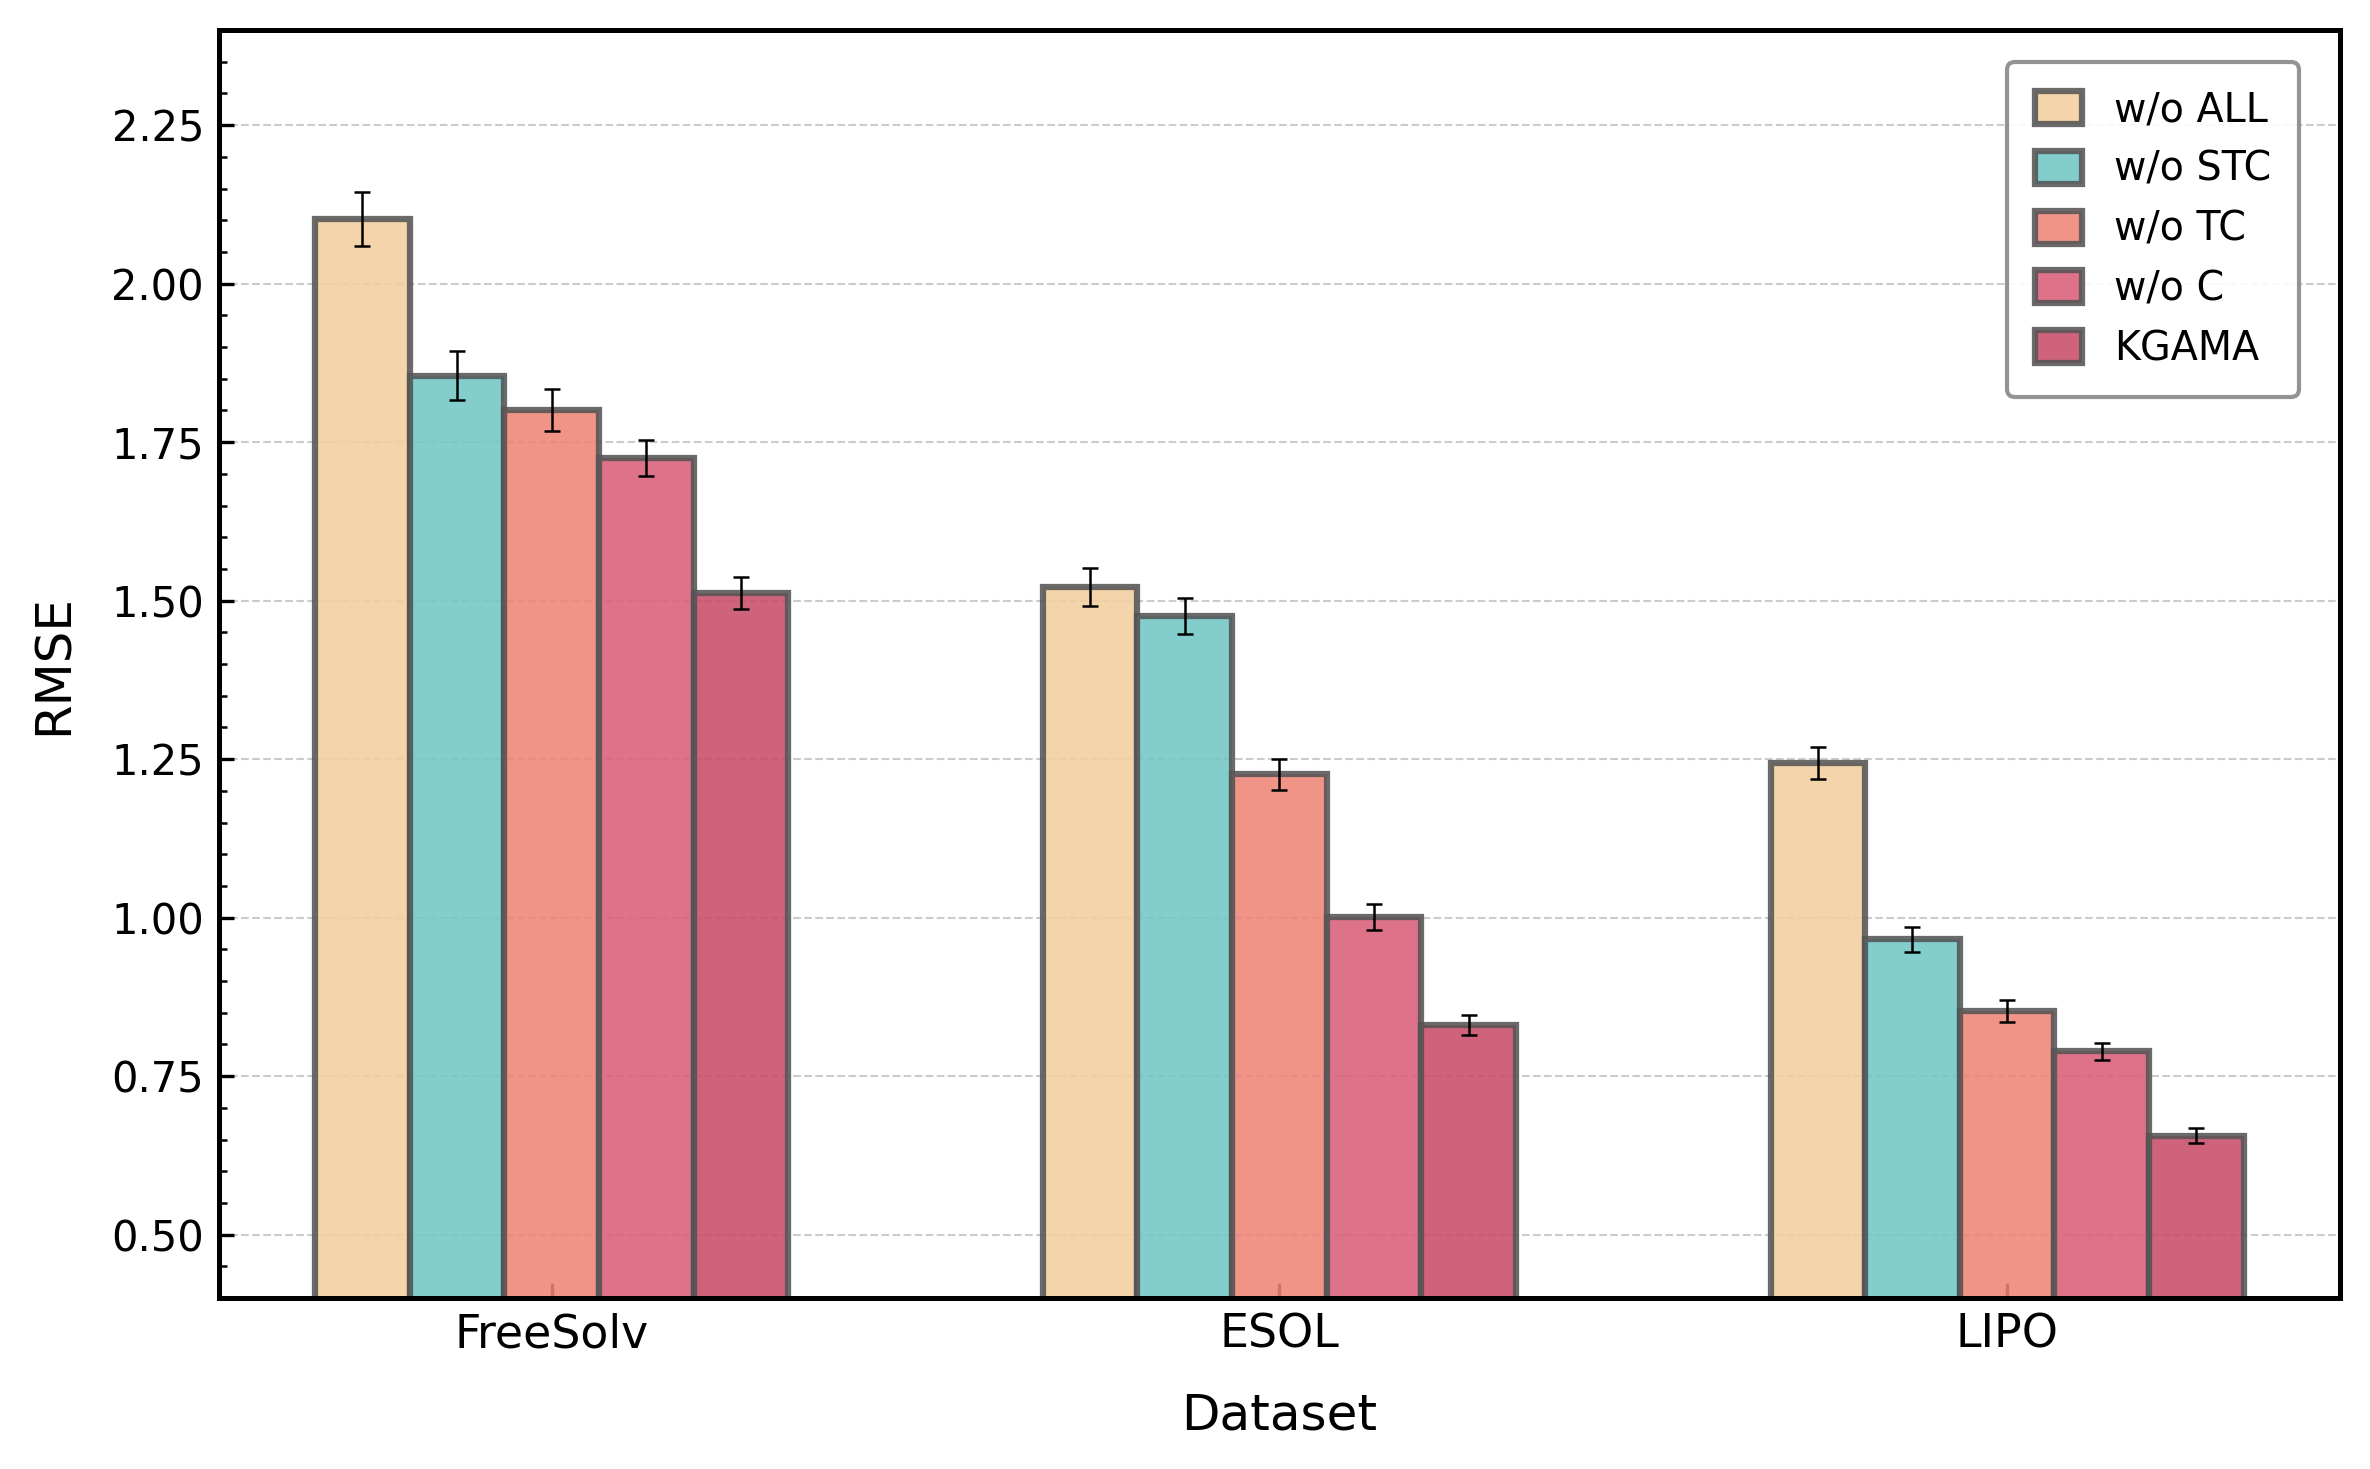 2.25
2.00
1.75
1.50
1.25
1.00
0.75
0.50
RMSE
w/o ALL
w/o STC
w/o TC
w/o C
KGAMA
FreeSolv
ESOL
LIPO
Dataset